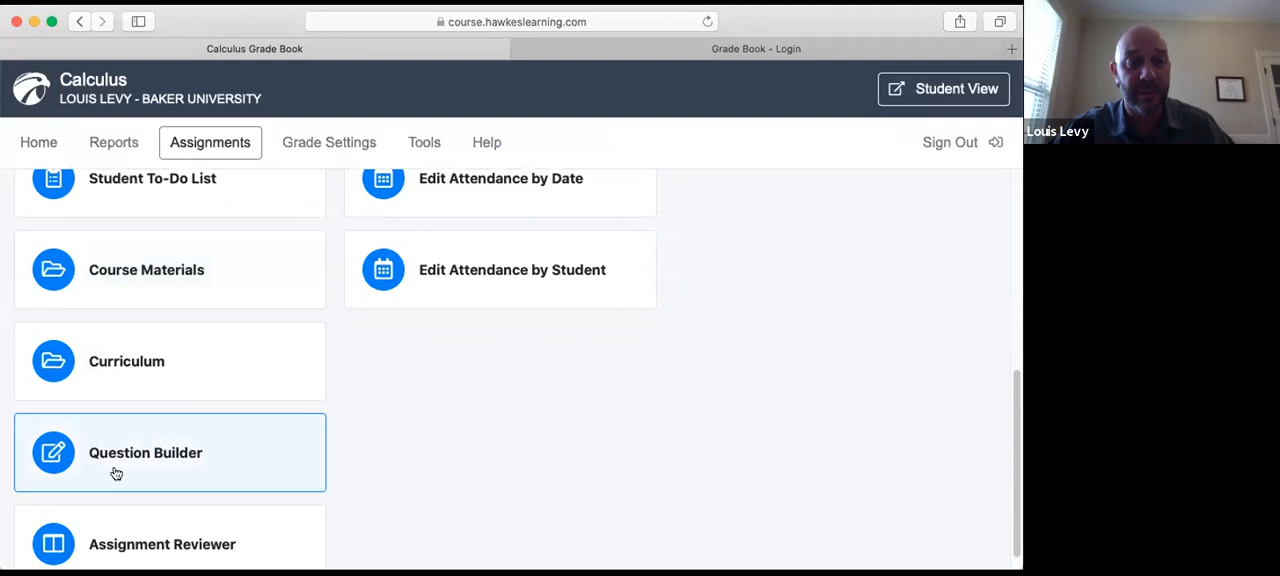 course.hawkeslearning.com
Calculus Grade Book
Grade Book - Login
Calculus
LOUIS LEVY - BAKER UNIVERSITY
Student View
Louis Levy
Home
Reports
Assignments
Grade Settings
Tools
Help
Sign Out
Student To-Do List
Edit Attendance by Date
Course Materials
Edit Attendance by Student
Curriculum
Question Builder
Assignment Reviewer